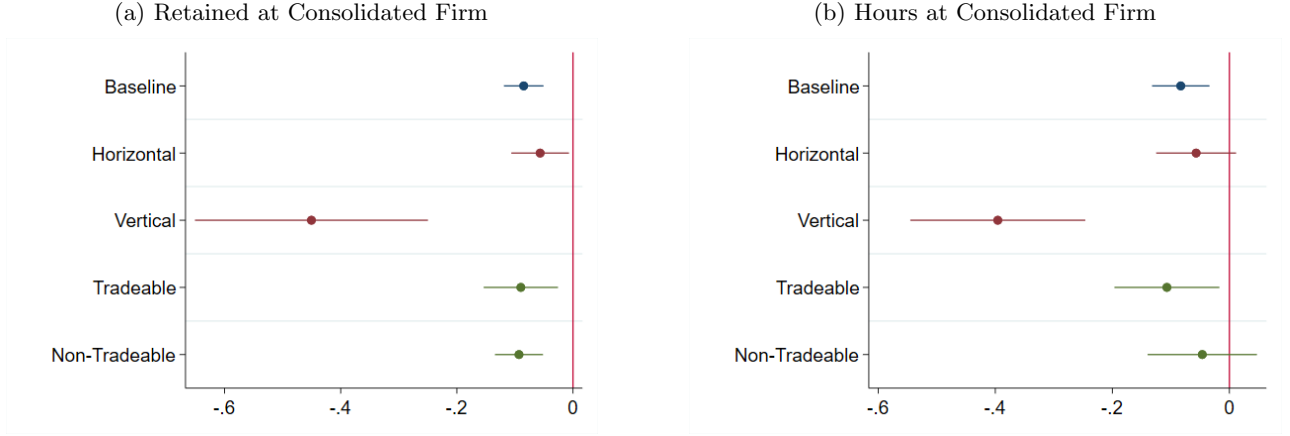 (a) Retained at Consolidated Firm
Baseline
Horizontal
Vertical
Tradeable
Non-Tradeable
-.6 -.4 -.2 0
(b) Hours at Consolidated Firm
Baseline
Horizontal
Vertical
Tradeable
Non-Tradeable
-.6 -.4 -.2 0